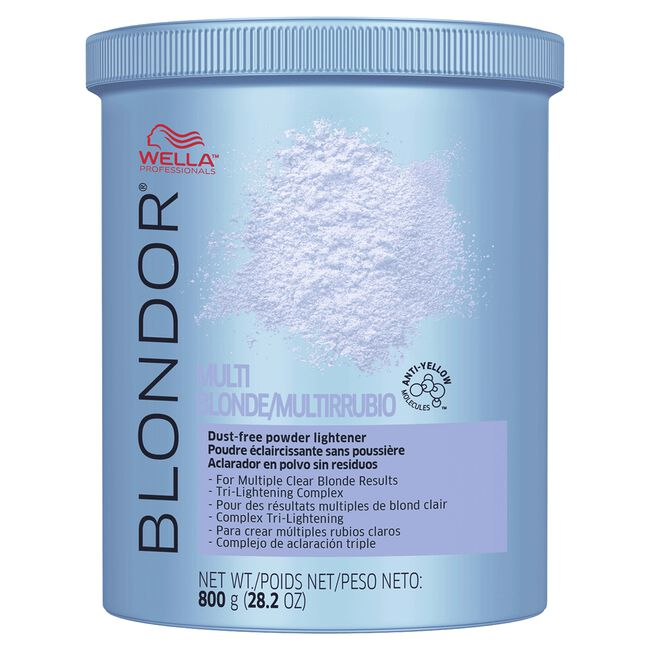 WELLA™
PROFESSIONALS
BLONDOR®
MULTI
BLONDE/MULTIRRUBIO
ANTI-YELLOW
MOLECULES™
Dust-free powder lightener
Poudre éclaircissante sans poussière
Aclarador en polvo sin residuos
- For Multiple Clear Blonde Results
- Tri-Lightening Complex
- Pour des résultats multiples de blond clair
- Complex Tri-Lightening
- Para crear múltiples rubios claros
- Complejo de aclaración triple
NET WT./POIDS NET/PESO NETO:
800 g (28.2 OZ)